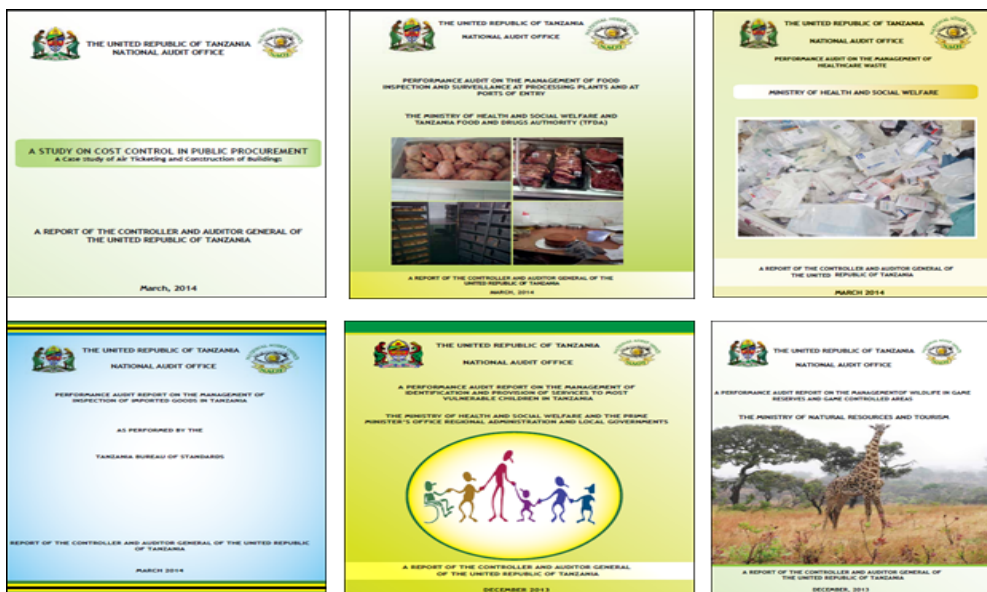 THE UNITED REPUBLIC OF TANZANIA
NATIONAL AUDIT OFFICE
A STUDY ON COST CONTROL IN PUBLIC PROCUREMENT
A Case study of Air Ticketing and Construction of Buildings
A REPORT OF THE CONTROLLER AND AUDITOR GENERAL OF
THE UNITED REPUBLIC OF TANZANIA
March, 2014
THE UNITED REPUBLIC OF TANZANIA
NATIONAL AUDIT OFFICE
PERFORMANCE AUDIT ON THE MANAGEMENT OF FOOD
INSPECTION AND SURVEILLANCE AT PROCESSING PLANTS AND AT
PORTS OF ENTRY
THE MINISTRY OF HEALTH AND SOCIAL WELFARE AND
TANZANIA FOOD AND DRUGS AUTHORITY (TFDA)
A REPORT OF THE CONTROLLER AND AUDITOR GENERAL OF THE
UNITED REPUBLIC OF TANZANIA
MARCH, 2014
THE UNITED REPUBLIC OF TANZANIA
NATIONAL AUDIT OFFICE
PERFORMANCE AUDIT ON THE MANAGEMENT OF
HEALTHCARE WASTE
MINISTRY OF HEALTH AND SOCIAL WELFARE
A REPORT OF THE CONTROLLER AND AUDITOR GENERAL OF
THE UNITED REPUBLIC OF TANZANIA
MARCH 2014
THE UNITED REPUBLIC OF TANZANIA
NATIONAL AUDIT OFFICE
PERFORMANCE AUDIT REPORT ON THE MANAGEMENT OF
INSPECTION OF IMPORTED GOODS IN TANZANIA
AS PERFORMED BY THE
TANZANIA BUREAU OF STANDARDS
REPORT OF THE CONTROLLER AND AUDITOR GENERAL OF THE UNITED REPUBLIC
OF TANZANIA
MARCH 2014
THE UNITED REPUBLIC OF TANZANIA
NATIONAL AUDIT OFFICE
A PERFORMANCE AUDIT REPORT ON THE MANAGEMENT OF
IDENTIFICATION AND PROVISION OF SERVICES TO MOST
VULNERABLE CHILDREN IN TANZANIA
THE MINISTRY OF HEALTH AND SOCIAL WELFARE AND THE PRIME
MINISTER'S OFFICE REGIONAL ADMINISTRATION AND LOCAL GOVERNMENTS
A REPORT OF THE CONTROLLER AND AUDITOR GENERAL
OF THE UNITED REPUBLIC OF TANZANIA
DECEMBER 2013
THE UNITED REPUBLIC OF TANZANIA
NATIONAL AUDIT OFFICE
A PERFORMANCE AUDIT REPORT ON THE MANAGEMENTOF WILDLIFE IN GAME
RESERVES AND GAME CONTROLLED AREAS
THE MINISTRY OF NATURAL RESOURCES AND TOURISM
A REPORT OF THE CONTROLLER AND AUDITOR GENERAL OF
THE UNITED REPUBLIC OF TANZANIA
DECEMBER, 2013